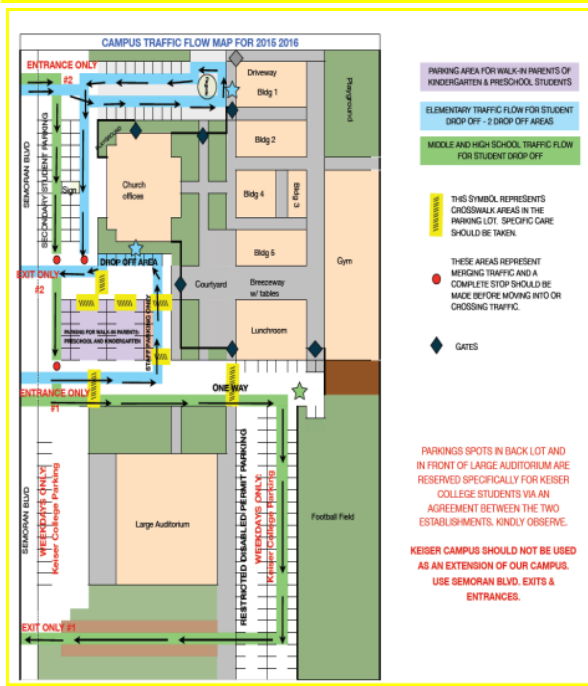 CAMPUS TRAFFIC FLOW MAP FOR 2015 2016
ENTRANCE ONLY
#2
Driveway
Bldg 1
Playground
PLAYGROUND
Bldg 2
SEMORAN BLVD
SECONDARY STUDENT PARKING
Sign
Church
offices
Bldg 4
Bldg 3
DROP OFF AREA
Bldg 5
Gym
EXIT ONLY
#2
Courtyard
Breezeway
w/ tables
STAFF PARKING ONLY
PARKING FOR WALK-IN PARENTS:
PRESCHOOL AND KINDERGARTEN
Lunchroom
ENTRANCE ONLY
#1
ONE WAY
SEMORAN BLVD
WEEKDAYS ONLY:
Keiser College Parking
Large Auditorium
RESTRICTED DISABLED PERMIT PARKING
WEEKDAYS ONLY:
Keiser College Parking
Football Field
EXIT ONLY #1
PARKING AREA FOR WALK-IN PARENTS OF
KINDERGARTEN & PRESCHOOL STUDENTS
ELEMENTARY TRAFFIC FLOW FOR STUDENT
DROP OFF - 2 DROP OFF AREAS
MIDDLE AND HIGH SCHOOL TRAFFIC FLOW
FOR STUDENT DROP OFF
THIS SYMBOL REPRESENTS
CROSSWALK AREAS IN THE
PARKING LOT. SPECIFIC CARE
SHOULD BE TAKEN.
THESE AREAS REPRESENT
MERGING TRAFFIC AND A
COMPLETE STOP SHOULD BE
MADE BEFORE MOVING INTO OR
CROSSING TRAFFIC.
GATES
PARKINGS SPOTS IN BACK LOT AND
IN FRONT OF LARGE AUDITORIUM ARE
RESERVED SPECIFICALLY FOR KEISER
COLLEGE STUDENTS VIA AN
AGREEMENT BETWEEN THE TWO
ESTABLISHMENTS. KINDLY OBSERVE.
KEISER CAMPUS SHOULD NOT BE USED
AS AN EXTENSION OF OUR CAMPUS.
USE SEMORAN BLVD. EXITS &
ENTRANCES.